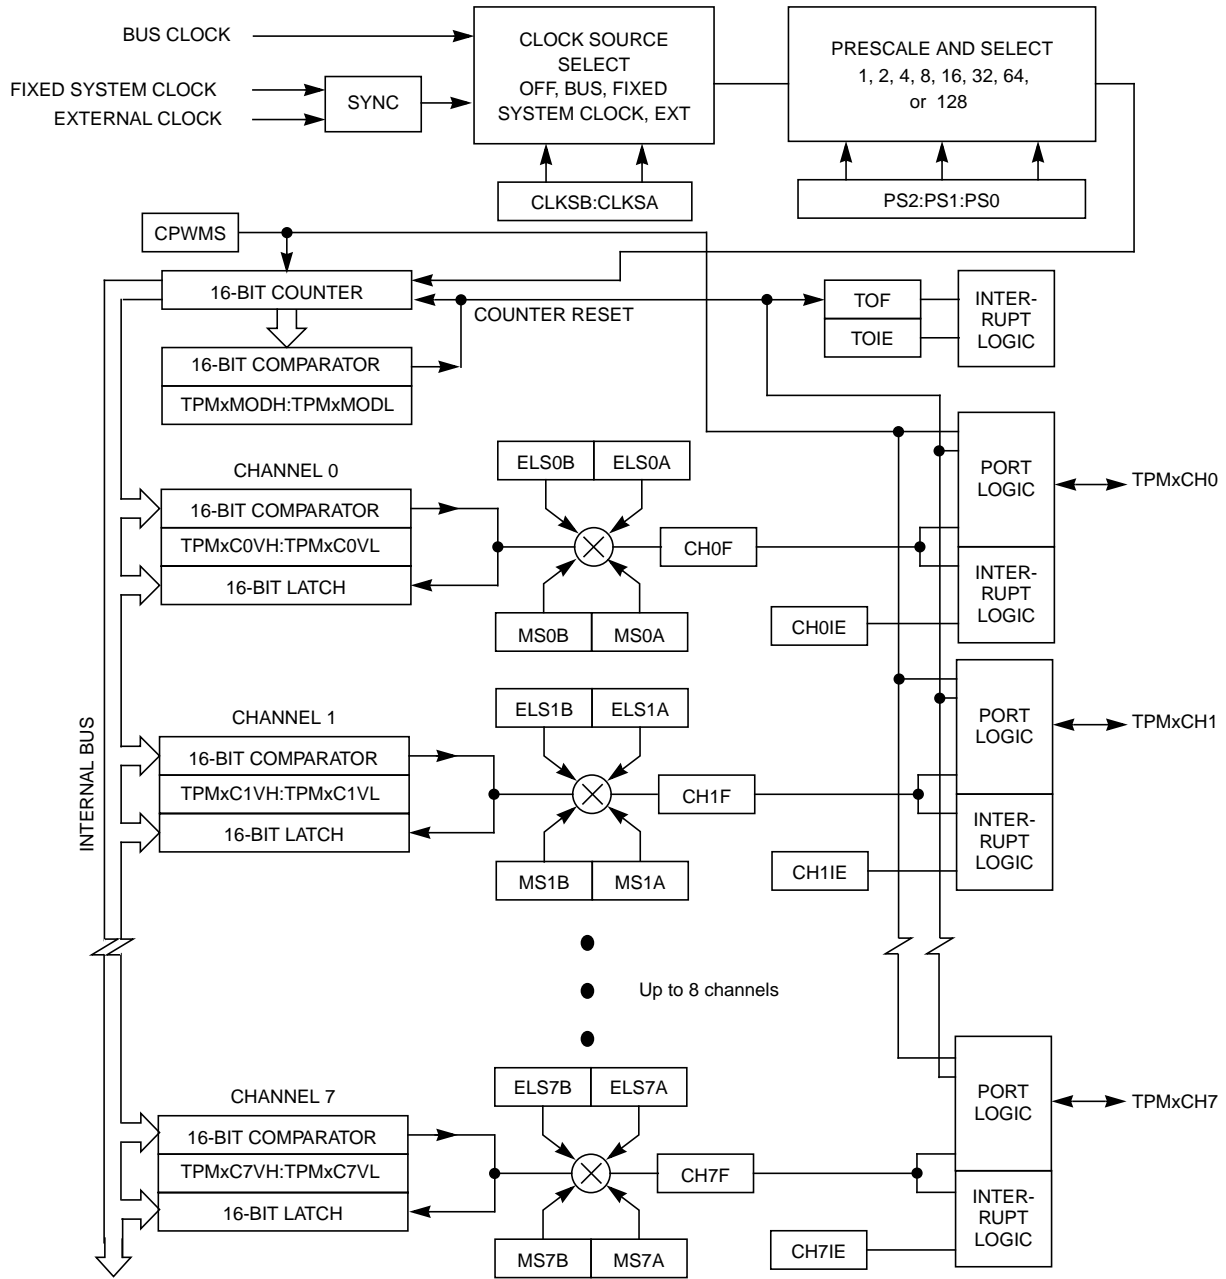 BUS CLOCK
FIXED SYSTEM CLOCK
EXTERNAL CLOCK
SYNC
CLOCK SOURCE
SELECT
OFF, BUS, FIXED
SYSTEM CLOCK, EXT
PRESCALE AND SELECT
1, 2, 4, 8, 16, 32, 64,
or 128
CLKSB:CLKSA
PS2:PS1:PS0
CPWMS
16-BIT COUNTER
COUNTER RESET
TOF
TOIE
INTER-
RUPT
LOGIC
16-BIT COMPARATOR
TPMxMODH:TPMxMODL
CHANNEL 0
16-BIT COMPARATOR
TPMxC0VH:TPMxC0VL
16-BIT LATCH
ELS0B
ELS0A
MS0B
MS0A
CH0F
CH0IE
PORT
LOGIC
INTER-
RUPT
LOGIC
TPMxCH0
INTERNAL BUS
CHANNEL 1
16-BIT COMPARATOR
TPMxC1VH:TPMxC1VL
16-BIT LATCH
ELS1B
ELS1A
MS1B
MS1A
CH1F
CH1IE
PORT
LOGIC
INTER-
RUPT
LOGIC
TPMxCH1
Up to 8 channels
CHANNEL 7
16-BIT COMPARATOR
TPMxC7VH:TPMxC7VL
16-BIT LATCH
ELS7B
ELS7A
MS7B
MS7A
CH7F
CH7IE
PORT
LOGIC
INTER-
RUPT
LOGIC
TPMxCH7